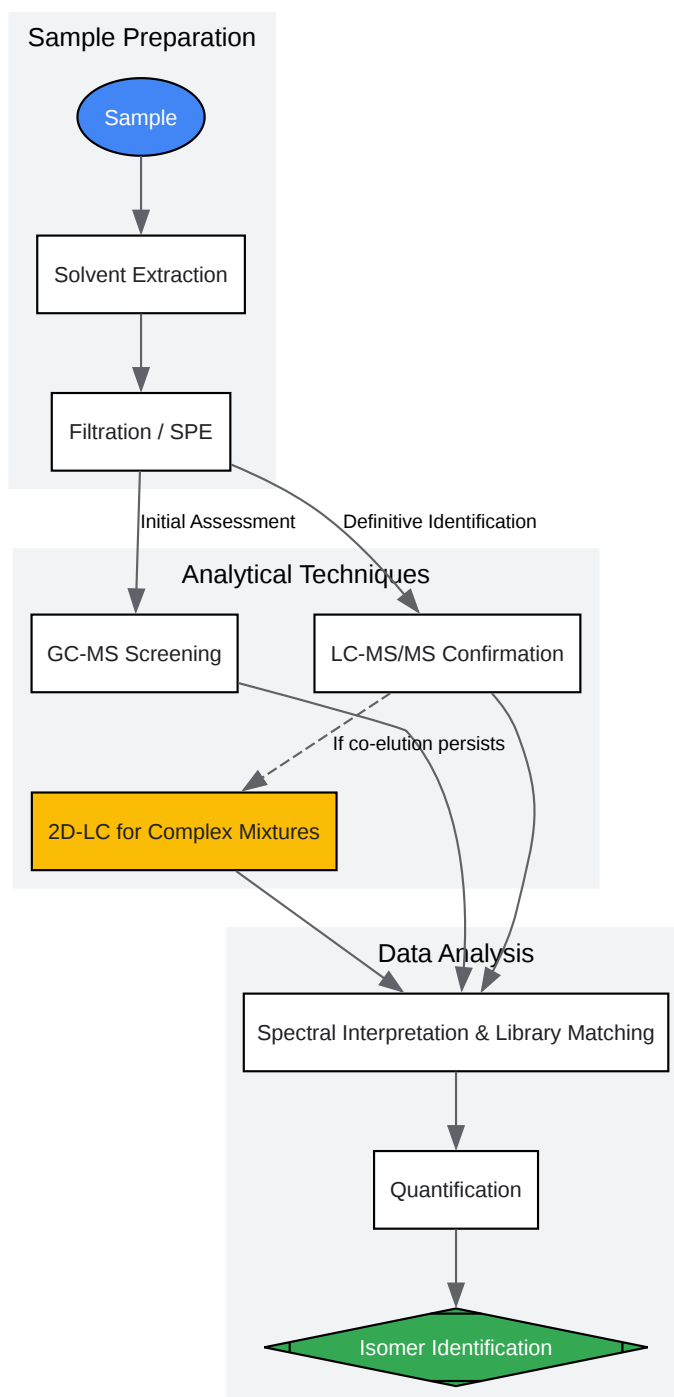 Sample Preparation
Sample
Solvent Extraction
Filtration / SPE
Initial Assessment
Definitive Identification
Analytical Techniques
GC-MS Screening
LC-MS/MS Confirmation
If co-elution persists
2D-LC for Complex Mixtures
Data Analysis
Spectral Interpretation & Library Matching
Quantification
Isomer Identification